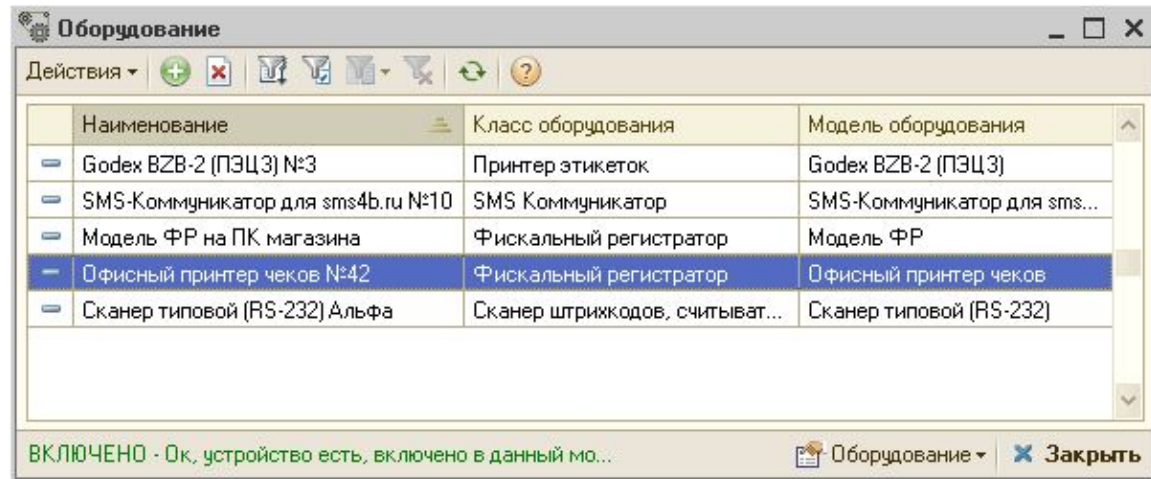 Оборудование
Действия
Наименование Класс оборудования Модель оборудования
Godex BZB-2 (ПЭЦ3) №3 Принтер этикеток Godex BZB-2 (ПЭЦ3)
SMS-Коммуникатор для sms4b.ru №10 SMS Коммуникатор SMS-Коммуникатор для sms...
Модель ФР на ПК магазина Фискальный регистратор Модель ФР
Офисный принтер чеков №42 Фискальный регистратор Офисный принтер чеков
Сканер типовой (RS-232) Альфа Сканер штрихкодов, считыват... Сканер типовой (RS-232)
ВКЛЮЧЕНО - Ок, устройство есть, включено в данный мо... Оборудование Закрыть